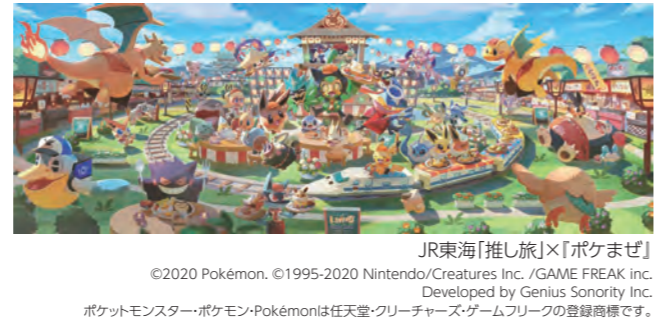 JR東海「推し旅」×『ポケまぜ』
©2020 Pokémon. ©1995-2020 Nintendo/Creatures Inc. /GAME FREAK inc.
Developed by Genius Sonority Inc.
ポケットモンスター・ポケモン・Pokémonは任天堂・クリーチャーズ・ゲームフリークの登録商標です。